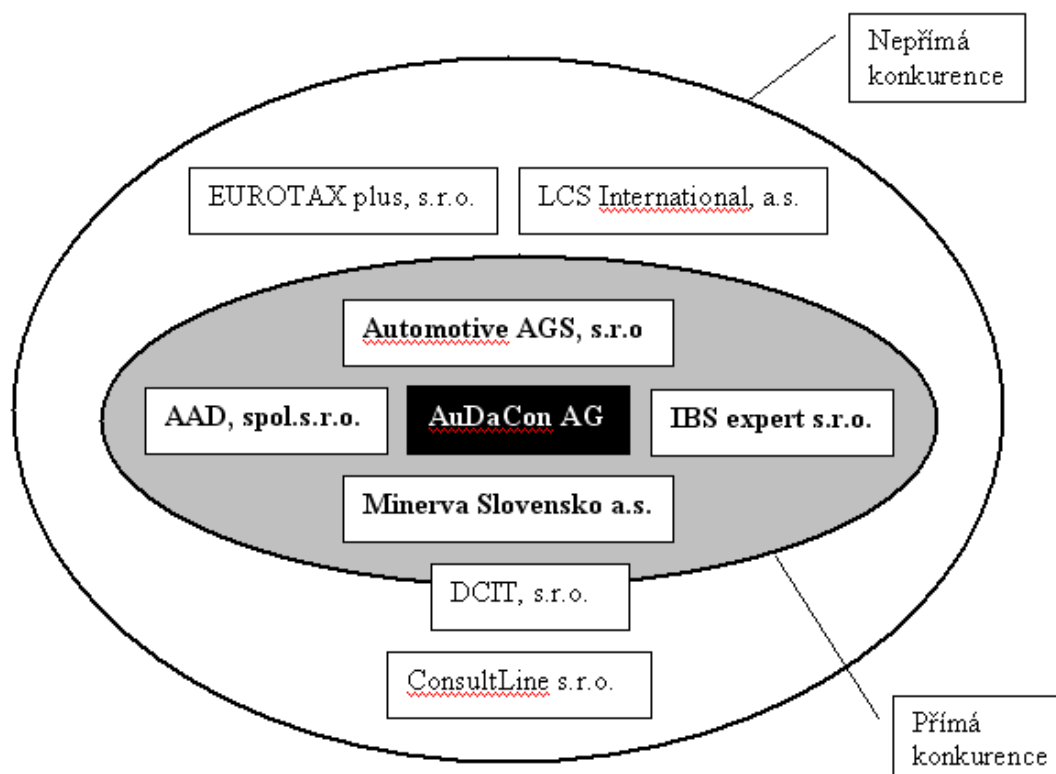 Nepřímá
konkurence
EUROTAX plus, s.r.o.
LCS International, a.s.
Automotive AGS, s.r.o
AAD, spol.s.r.o.
AuDaCon AG
IBS expert s.r.o.
Minerva Slovensko a.s.
DCIT, s.r.o.
ConsultLine s.r.o.
Přímá
konkurence